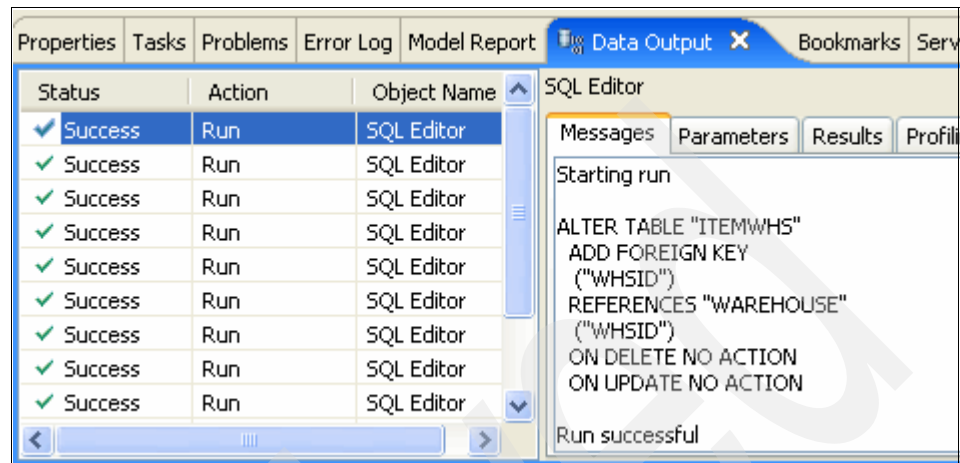 Properties Tasks Problems Error Log Model Report Data Output Bookmarks Serv
Status Action Object Name
Success Run SQL Editor
Success Run SQL Editor
Success Run SQL Editor
Success Run SQL Editor
Success Run SQL Editor
Success Run SQL Editor
Success Run SQL Editor
Success Run SQL Editor
Success Run SQL Editor
SQL Editor
Messages Parameters Results Profili
Starting run
ALTER TABLE "ITEMWHS"
ADD FOREIGN KEY
("WHSID")
REFERENCES "WAREHOUSE"
("WHSID")
ON DELETE NO ACTION
ON UPDATE NO ACTION
Run successful